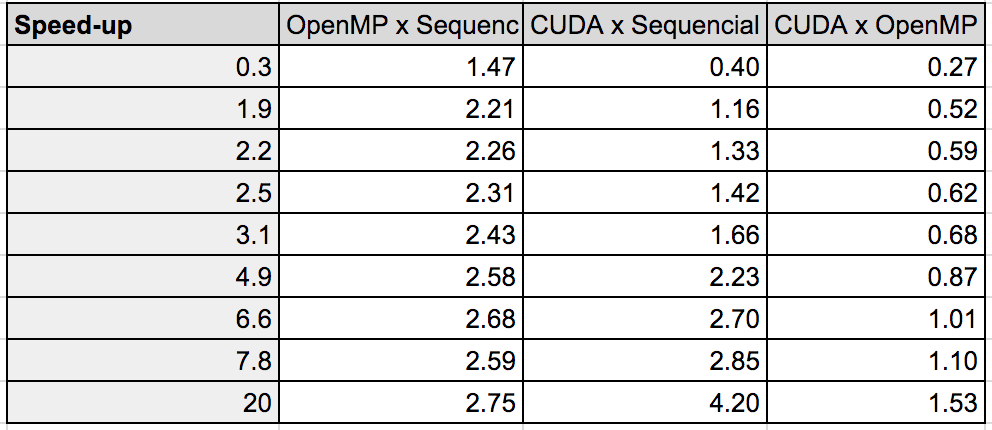 Speed-up OpenMP x Sequenc CUDA x Sequencial CUDA x OpenMP
0.3 1.47 0.40 0.27
1.9 2.21 1.16 0.52
2.2 2.26 1.33 0.59
2.5 2.31 1.42 0.62
3.1 2.43 1.66 0.68
4.9 2.58 2.23 0.87
6.6 2.68 2.70 1.01
7.8 2.59 2.85 1.10
20 2.75 4.20 1.53